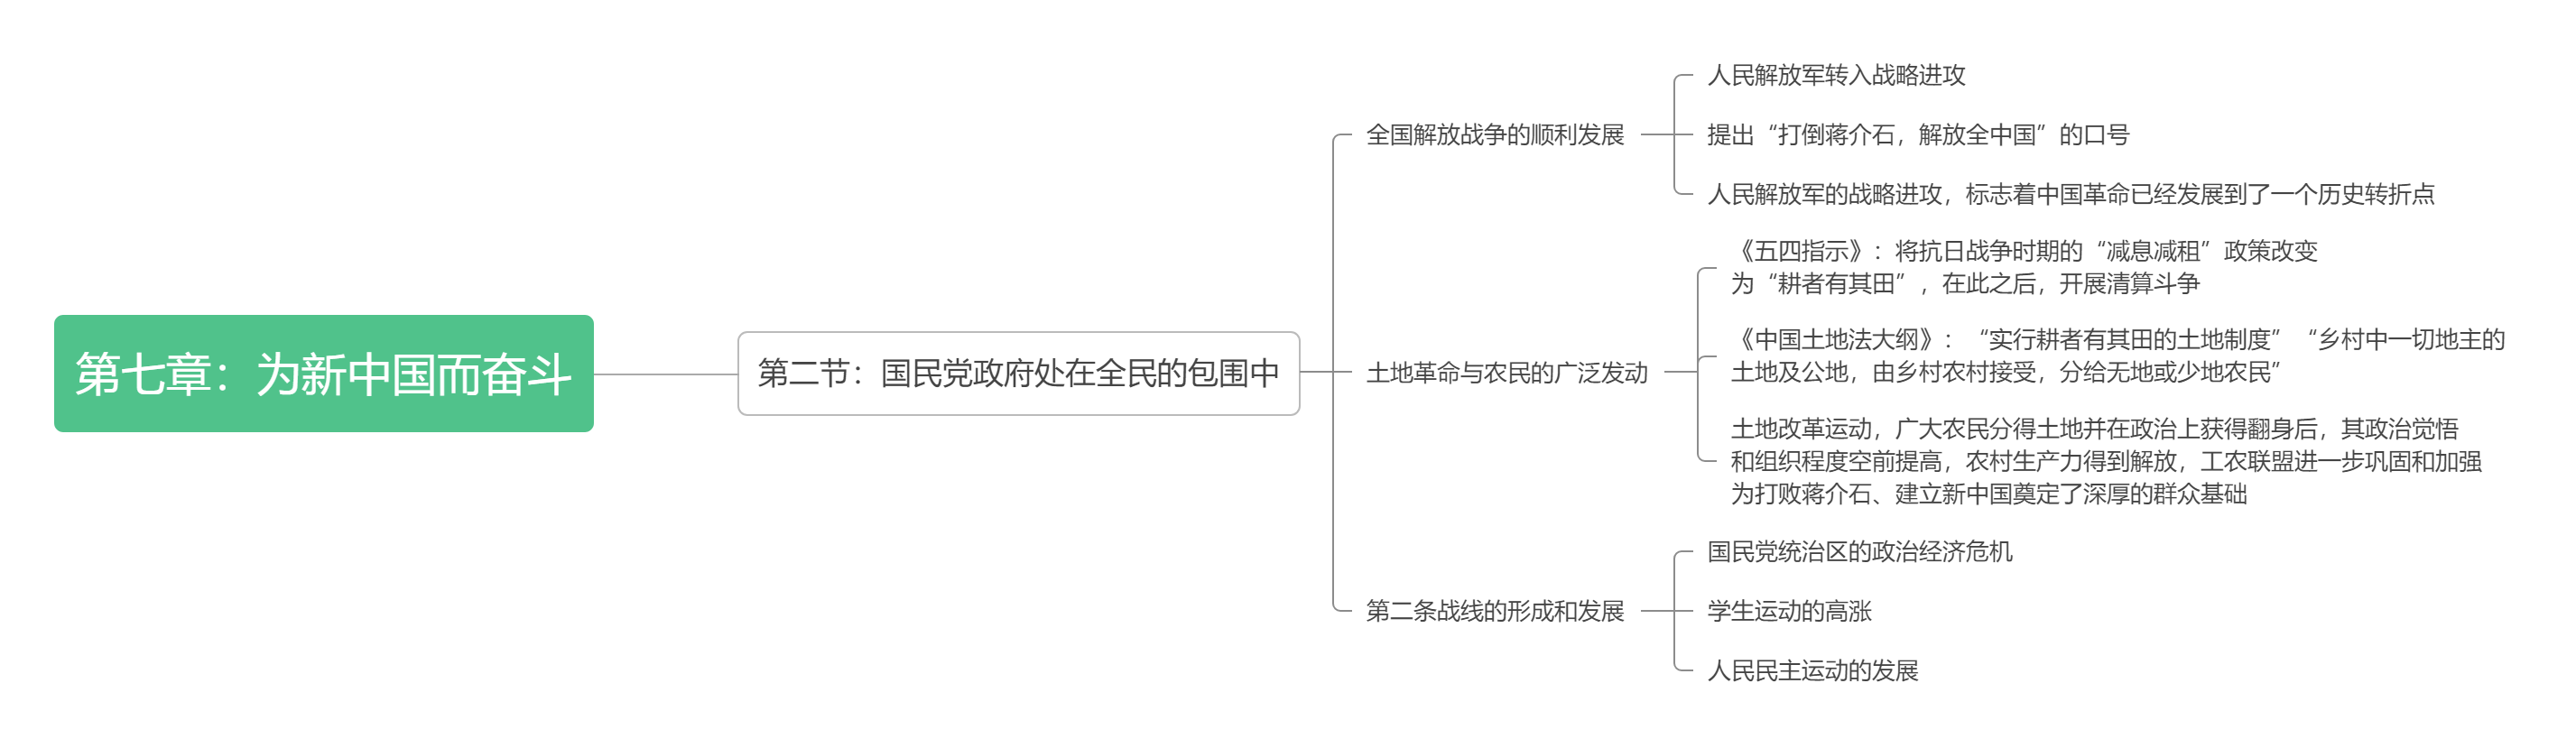 第七章：为新中国而奋斗
第二节：国民党政府处在全民的包围中
全国解放战争的顺利发展
人民解放军转入战略进攻
提出“打倒蒋介石，解放全中国”的口号
人民解放军的战略进攻，标志着中国革命已经发展到了一个历史转折点
土地革命与农民的广泛发动
《五四指示》：将抗日战争时期的“减息减租”政策改变
为“耕者有其田”，在此之后，开展清算斗争
《中国土地法大纲》：“实行耕者有其田的土地制度”“乡村中一切地主的
土地及公地，由乡村农村接受，分给无地或少地农民”
土地改革运动，广大农民分得土地并在政治上获得翻身后，其政治觉悟
和组织程度空前提高，农村生产力得到解放，工农联盟进一步巩固和加强
为打败蒋介石、建立新中国奠定了深厚的群众基础
第二条战线的形成和发展
国民党统治区的政治经济危机
学生运动的高涨
人民民主运动的发展